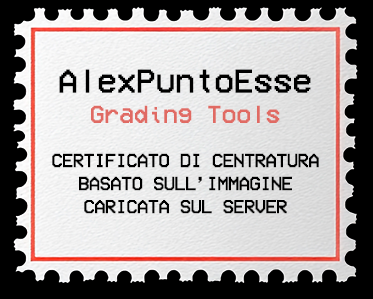 AlexPuntoEsse
Grading Tools
CERTIFICATO DI CENTRATURA
BASATO SULL'IMMAGINE
CARICATA SUL SERVER